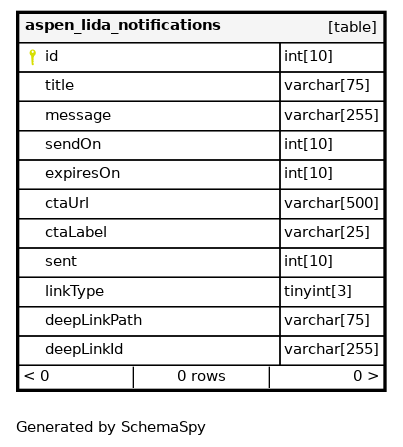 aspen_lida_notifications [table]
id int[10]
title varchar[75]
message varchar[255]
sendOn int[10]
expiresOn int[10]
ctaUrl varchar[500]
ctaLabel varchar[25]
sent int[10]
linkType tinyint[3]
deepLinkPath varchar[75]
deepLinkId varchar[255]
< 0 0 rows 0 >
Generated by SchemaSpy